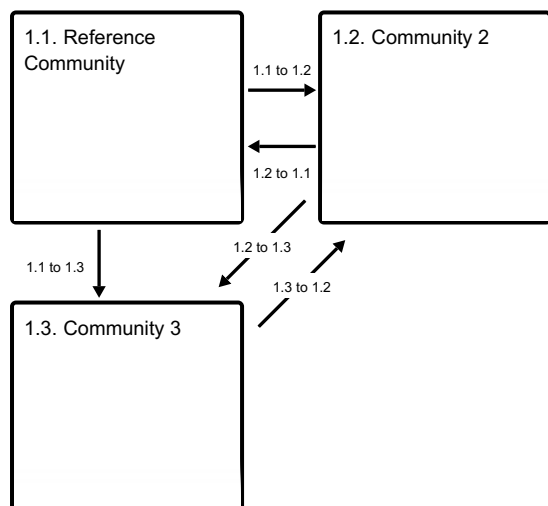 1.1. Reference
Community
1.2. Community 2
1.1 to 1.2
1.2 to 1.1
1.2 to 1.3
1.1 to 1.3
1.3 to 1.2
1.3. Community 3